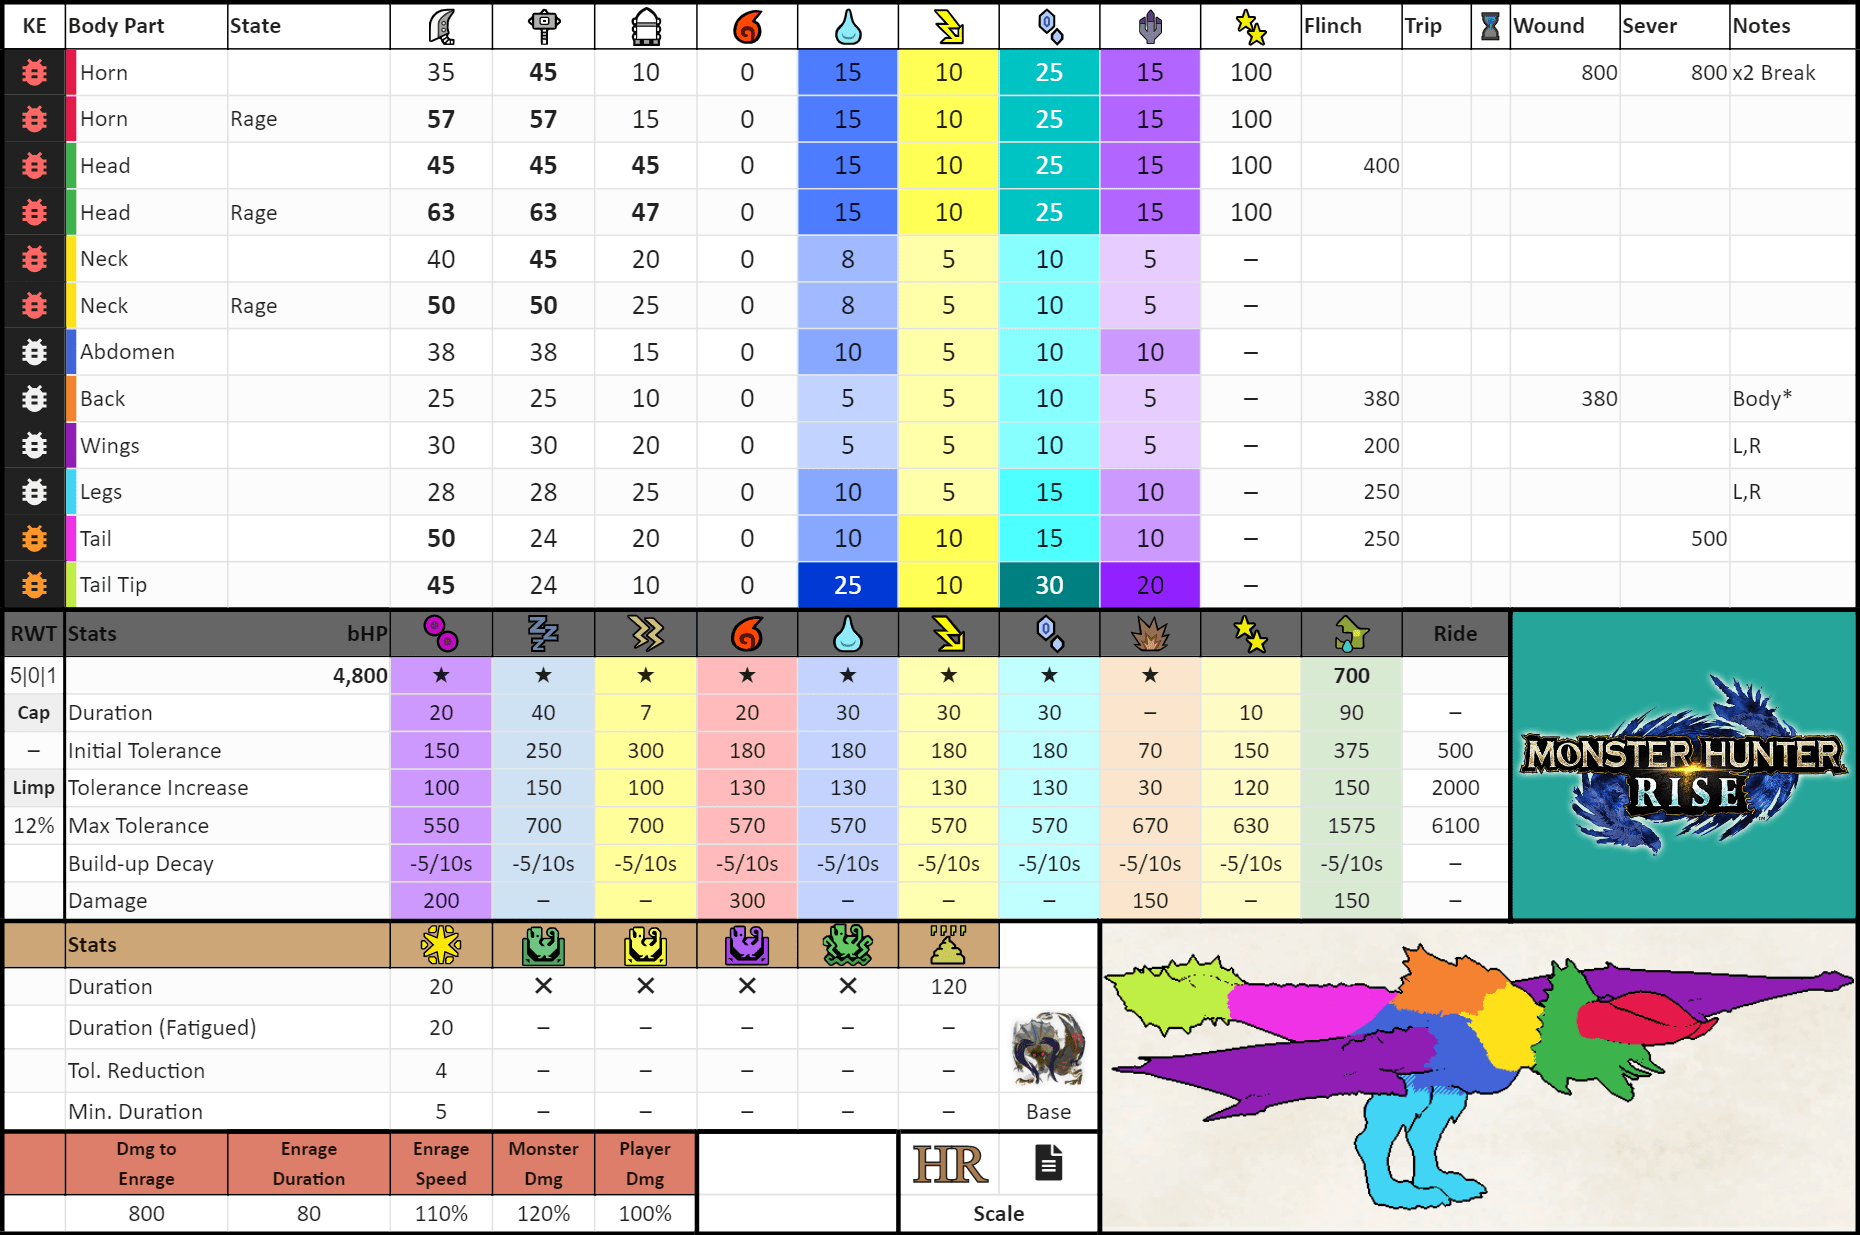 KE Body Part State Flinch Trip Wound Sever Notes
Horn 35 45 10 0 15 10 25 15 100 800 800 x2 Break
Horn Rage 57 57 15 0 15 10 25 15 100
Head 45 45 45 0 15 10 25 15 100 400
Head Rage 63 63 47 0 15 10 25 15 100
Neck 40 45 20 0 8 5 10 5 –
Neck Rage 50 50 25 0 8 5 10 5 –
Abdomen 38 38 15 0 10 5 10 10 –
Back 25 25 10 0 5 5 10 5 – 380 380 Body*
Wings 30 30 20 0 5 5 10 5 – 200 L,R
Legs 28 28 25 0 10 5 15 10 – 250 L,R
Tail 50 24 20 0 10 10 15 10 – 250 500
Tail Tip 45 24 10 0 25 10 30 20 –
RWT Stats bHP Ride
5|0|1 4,800 ★ ★ ★ ★ ★ ★ ★ ★ 700
Cap Duration 20 40 7 20 30 30 30 – 10 90 –
– Initial Tolerance 150 250 300 180 180 180 180 70 150 375 500
Limp Tolerance Increase 100 150 100 130 130 130 130 30 120 150 2000
12% Max Tolerance 550 700 700 570 570 570 570 670 630 1575 6100
Build-up Decay -5/10s -5/10s -5/10s -5/10s -5/10s -5/10s -5/10s -5/10s -5/10s -5/10s –
Damage 200 – – 300 – – – 150 – 150 –
MONSTER HUNTER
RISE
Stats
Duration 20 ✕ ✕ ✕ ✕ 120
Duration (Fatigued) 20 – – – – –
Tol. Reduction 4 – – – – –
Min. Duration 5 – – – – – Base
Dmg to Enrage Enrage Monster Player
Enrage Duration Speed Dmg Dmg
HR
800 80 110% 120% 100% Scale